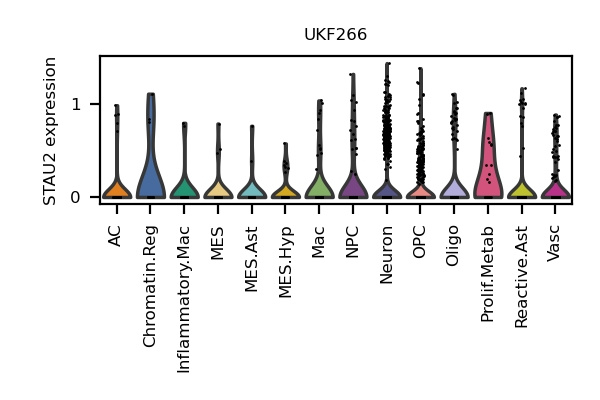 UKF266
STAU2 expression
1
0
AC
Chromatin.Reg
Inflammatory.Mac
MES
MES.Ast
MES.Hyp
Mac
NPC
Neuron
OPC
Oligo
Prolif.Metab
Reactive.Ast
Vasc